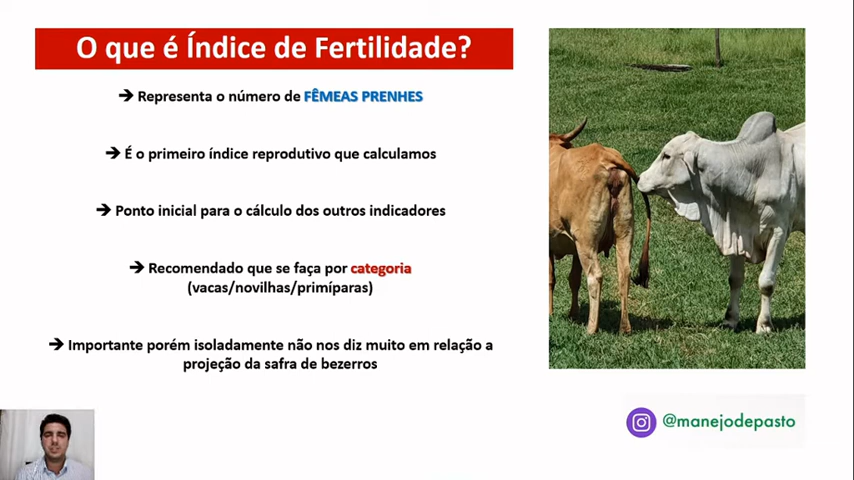 O que é Índice de Fertilidade?
➔ Representa o número de FÊMEAS PRENHES
➔ É o primeiro índice reprodutivo que calculamos
➔ Ponto inicial para o cálculo dos outros indicadores
➔ Recomendado que se faça por categoria
(vacas/novilhas/primíparas)
➔ Importante porém isoladamente não nos diz muito em relação a
projeção da safra de bezerros
@manejodepasto